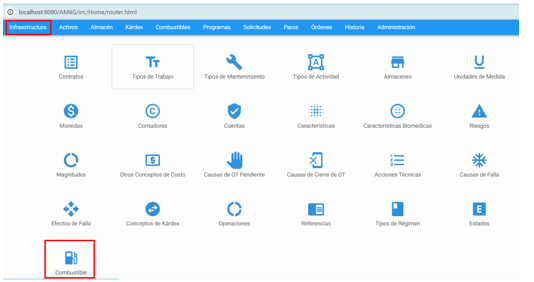 localhost:8080/AM4G/src/Home/router.html
Infraestructura Activos Almacén Kárdex Combustibles Programas Solicitudes Paros Órdenes Historia Administración
Contratos Tipos de Trabajo Tipos de Mantenimiento Tipos de Actividad Almacenes Unidades de Medida
Monedas Contadores Cuentas Características Características Biomédicas Riesgos
Magnitudes Otros Conceptos de Costo Causas de OT Pendiente Causas de Cierre de OT Acciones Técnicas Causas de Falla
Efectos de Falla Conceptos de Kárdex Operaciones Referencias Tipos de Régimen Estados
Combustible